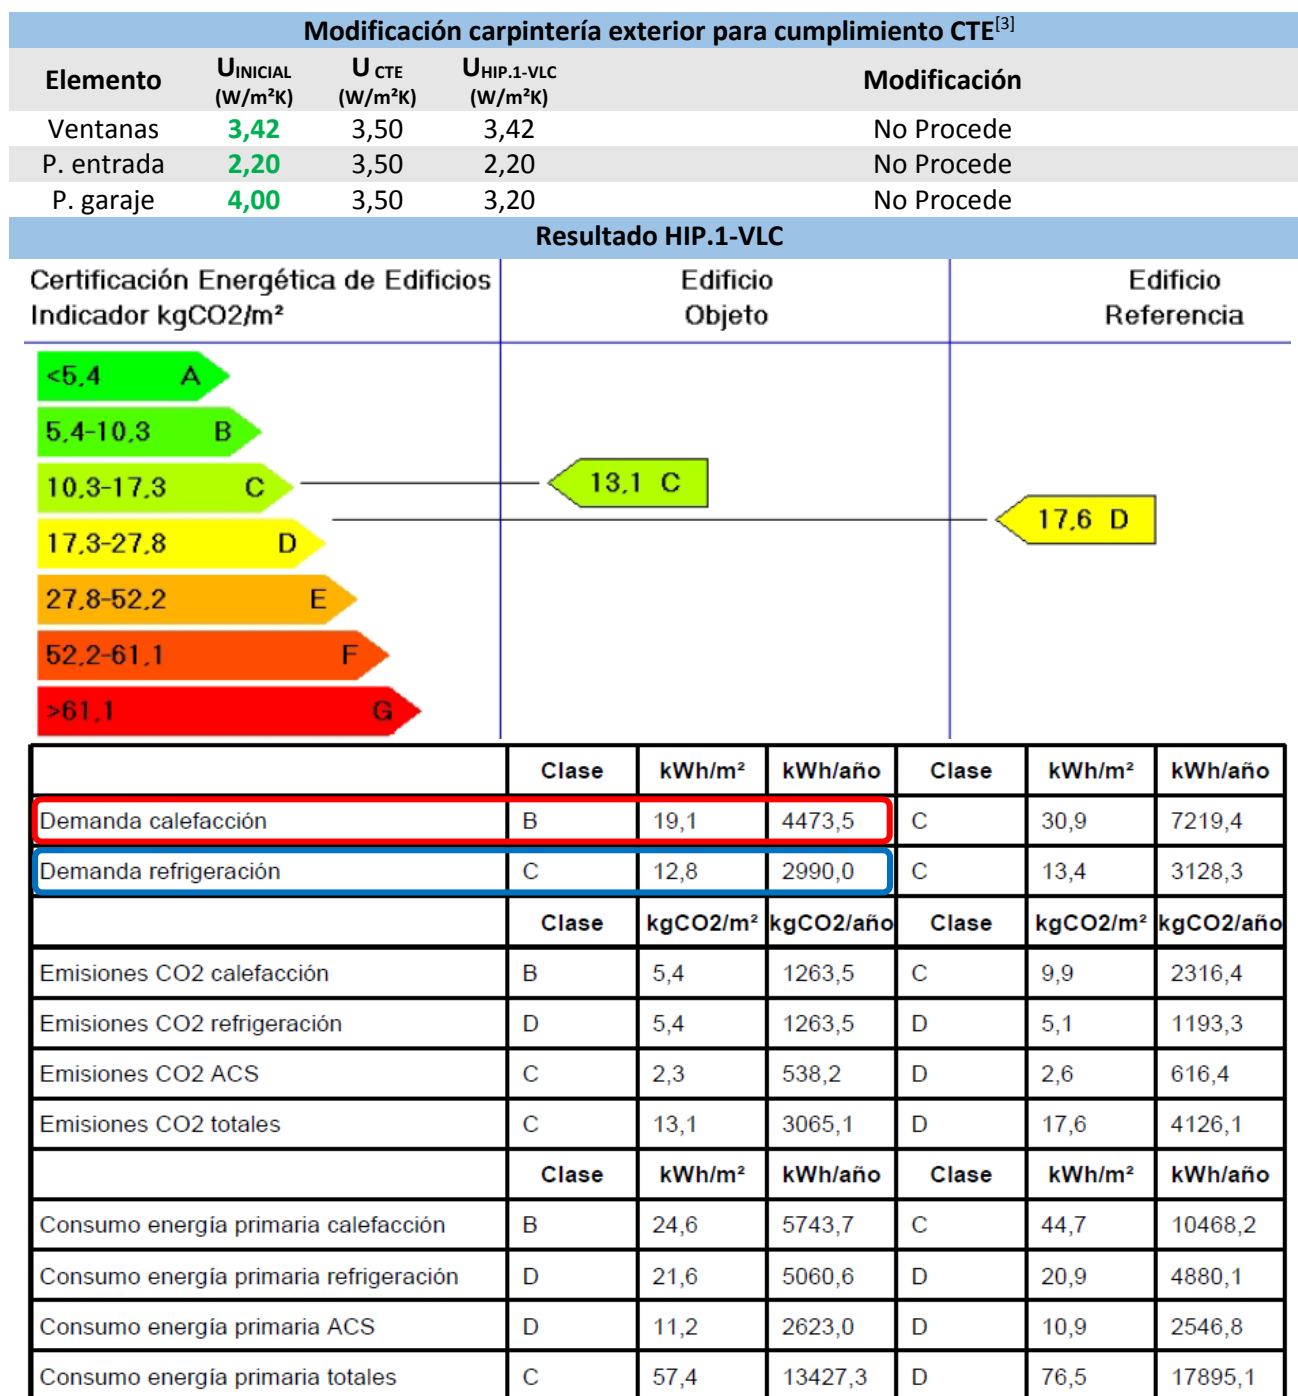 Modificación carpintería exterior para cumplimiento CTE[3]
Elemento UINICIAL (W/m²K) U CTE (W/m²K) UHIP.1-VLC (W/m²K) Modificación
Ventanas 3,42 3,50 3,42 No Procede
P. entrada 2,20 3,50 2,20 No Procede
P. garaje 4,00 3,50 3,20 No Procede
Resultado HIP.1-VLC
Certificación Energética de Edificios Edificio Edificio
Indicador kgCO2/m² Objeto Referencia
<5,4 A
5,4-10,3 B
10,3-17,3 C 13,1 C
17,3-27,8 D 17,6 D
27,8-52,2 E
52,2-61,1 F
>61,1 G
Clase kWh/m² kWh/año Clase kWh/m² kWh/año
Demanda calefacción B 19,1 4473,5 C 30,9 7219,4
Demanda refrigeración C 12,8 2990,0 C 13,4 3128,3
Clase kgCO2/m² kgCO2/año Clase kgCO2/m² kgCO2/año
Emisiones CO2 calefacción B 5,4 1263,5 C 9,9 2316,4
Emisiones CO2 refrigeración D 5,4 1263,5 D 5,1 1193,3
Emisiones CO2 ACS C 2,3 538,2 D 2,6 616,4
Emisiones CO2 totales C 13,1 3065,1 D 17,6 4126,1
Clase kWh/m² kWh/año Clase kWh/m² kWh/año
Consumo energía primaria calefacción B 24,6 5743,7 C 44,7 10468,2
Consumo energía primaria refrigeración D 21,6 5060,6 D 20,9 4880,1
Consumo energía primaria ACS D 11,2 2623,0 D 10,9 2546,8
Consumo energía primaria totales C 57,4 13427,3 D 76,5 17895,1